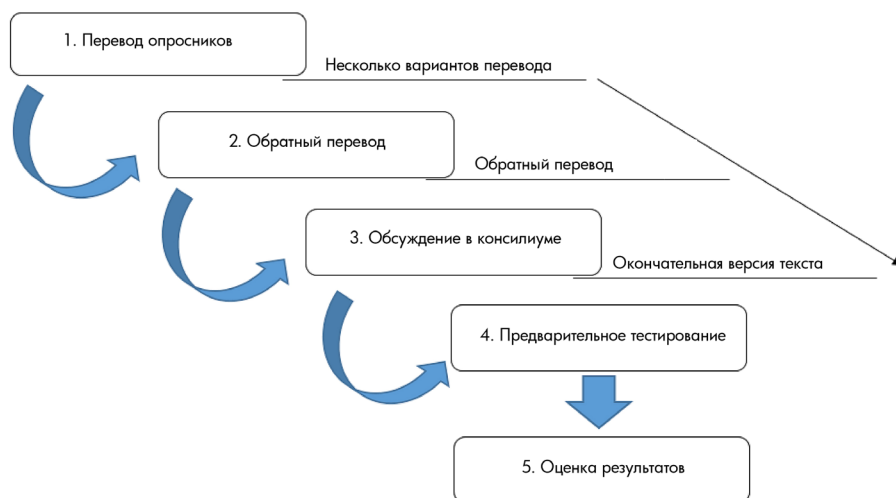 1. Перевод опросников
Несколько вариантов перевода
2. Обратный перевод
Обратный перевод
3. Обсуждение в консилиуме
Окончательная версия текста
4. Предварительное тестирование
5. Оценка результатов